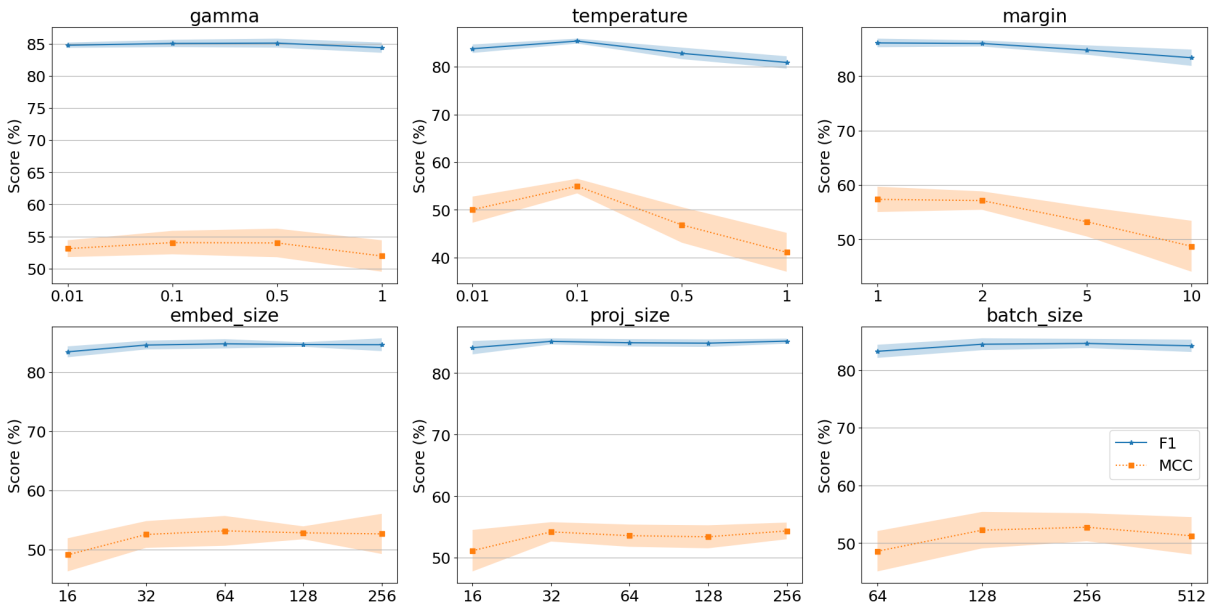 gamma
temperature
margin
Score (%)
85
80
75
70
65
60
55
50
0.01 0.1 0.5 1
Score (%)
80
70
60
50
40
0.01 0.1 0.5 1
Score (%)
80
70
60
50
1 2 5 10
embed_size
proj_size
batch_size
Score (%)
80
70
60
50
16 32 64 128 256
Score (%)
80
70
60
50
16 32 64 128 256
Score (%)
80
70
60
50
64 128 256 512
F1
MCC